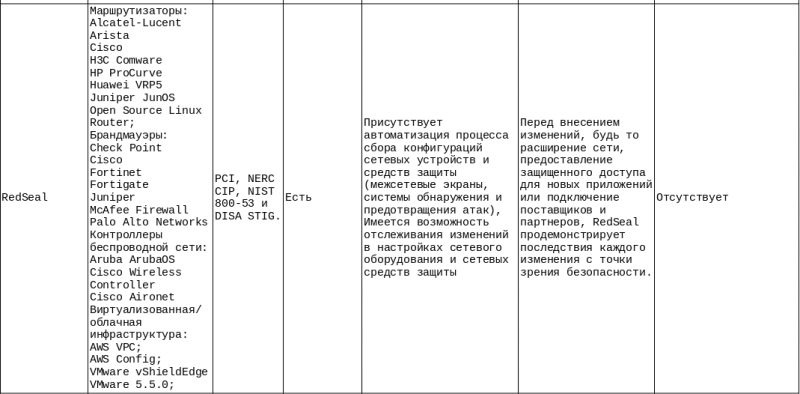 RedSeal
Маршрутизаторы:
Alcatel-Lucent
Arista
Cisco
H3C Comware
HP ProCurve
Huawei VRP5
Juniper JunOS
Open Source Linux
Router;
Брандмауэры:
Check Point
Cisco
Fortinet
Fortigate
Juniper
McAfee Firewall
Palo Alto Networks
Контроллеры
беспроводной сети:
Aruba ArubaOS
Cisco Wireless
Controller
Cisco Aironet
Виртуализованная/
облачная
инфраструктура:
AWS VPC;
AWS Config;
VMware vShieldEdge
VMware 5.5.0;
PCI, NERC
CIP, NIST
800-53 и
DISA STIG.
Есть
Присутствует
автоматизация процесса
сбора конфигураций
сетевых устройств и
средств защиты
(межсетевые экраны,
системы обнаружения и
предотвращения атак),
Имеется возможность
отслеживания изменений
в настройках сетевого
оборудования и сетевых
средств защиты
Перед внесением
изменений, будь то
расширение сети,
предоставление
защищенного доступа
для новых приложений
или подключение
поставщиков и
партнеров, RedSeal
продемонстрирует
последствия каждого
изменения с точки
зрения безопасности.
Отсутствует